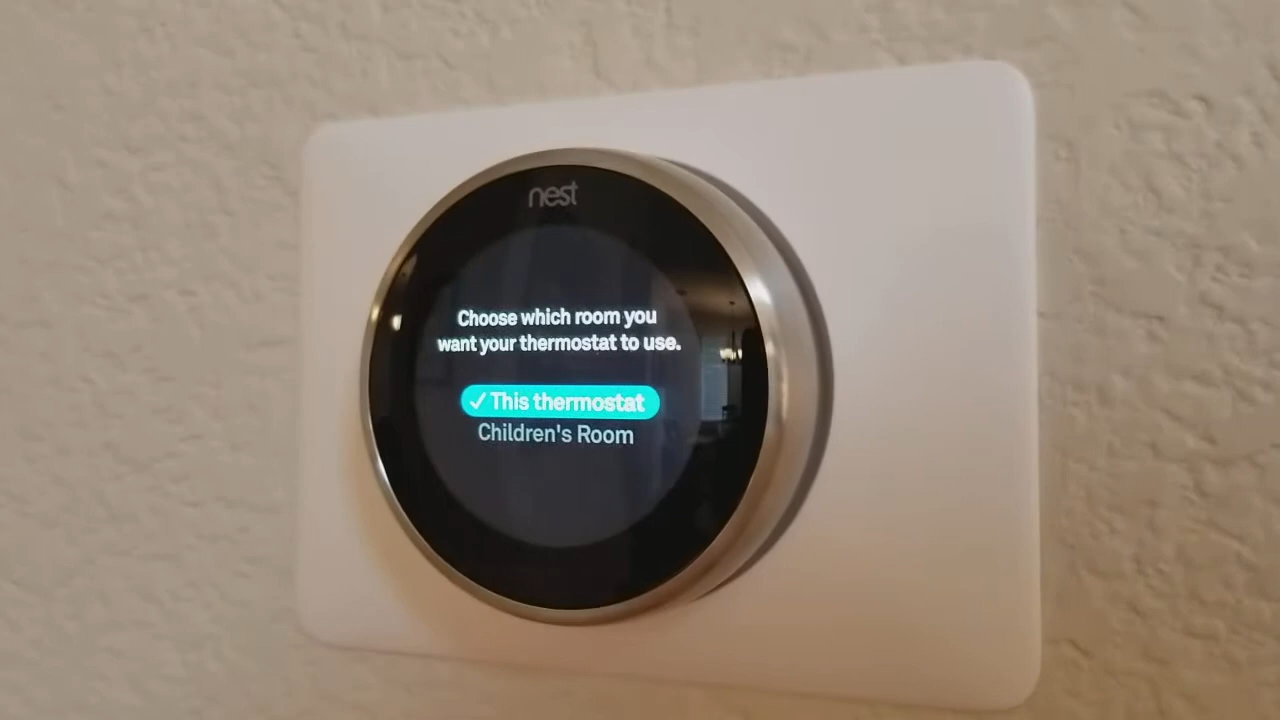 nest
Choose which room you
want your thermostat to use.
✓ This thermostat
Children's Room